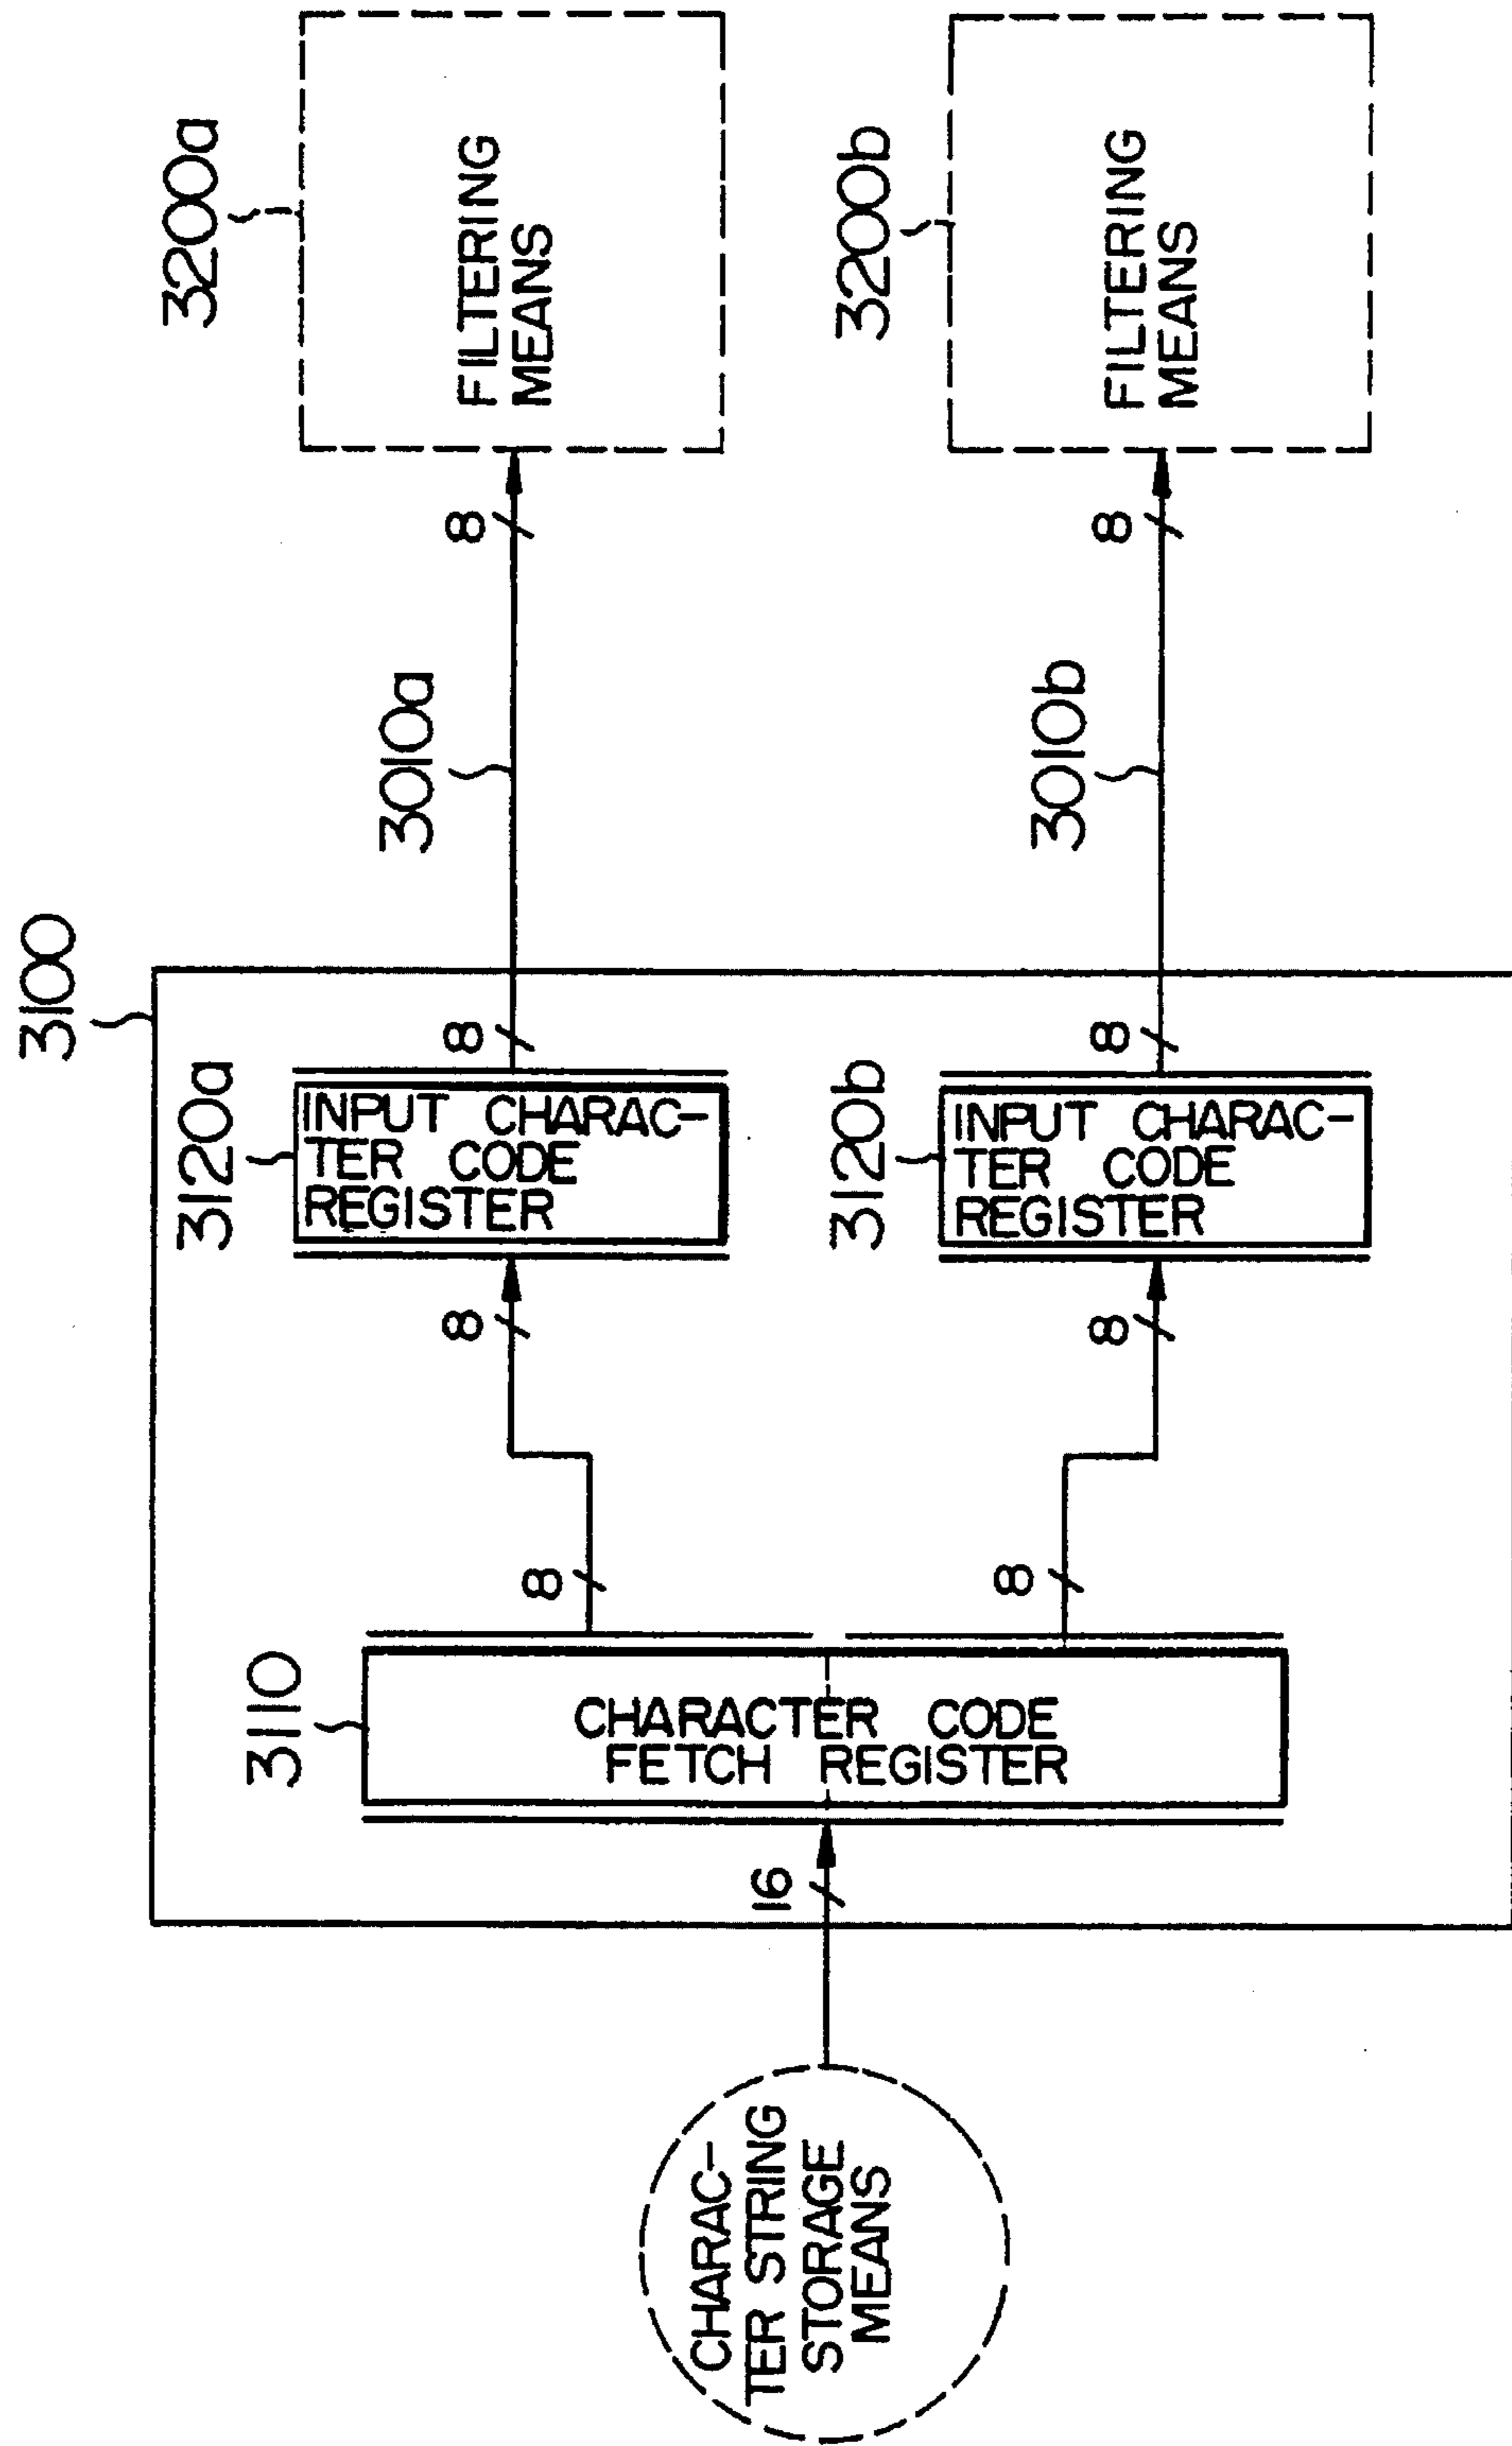 3100
3200a
FILTERING
MEANS
3010a
8
8
3120a
INPUT CHARAC-
TER CODE
REGISTER
8
8
3200b
FILTERING
MEANS
3010b
8
8
3120b
INPUT CHARAC-
TER CODE
REGISTER
8
8
3110
CHARACTER CODE
FETCH REGISTER
16
CHARAC-
TER STRING
STORAGE
MEANS